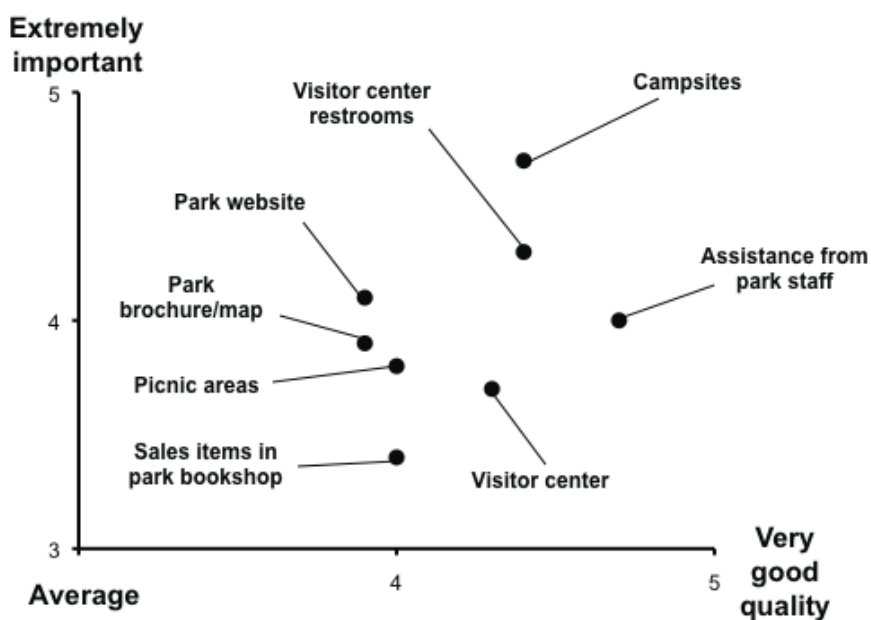 Extremely
important
5
Visitor center
restrooms
Campsites
Park website
Assistance from
park staff
Park
brochure/map
4
Picnic areas
Sales items in
park bookshop
Visitor center
3
Average
4
5
Very
good
quality